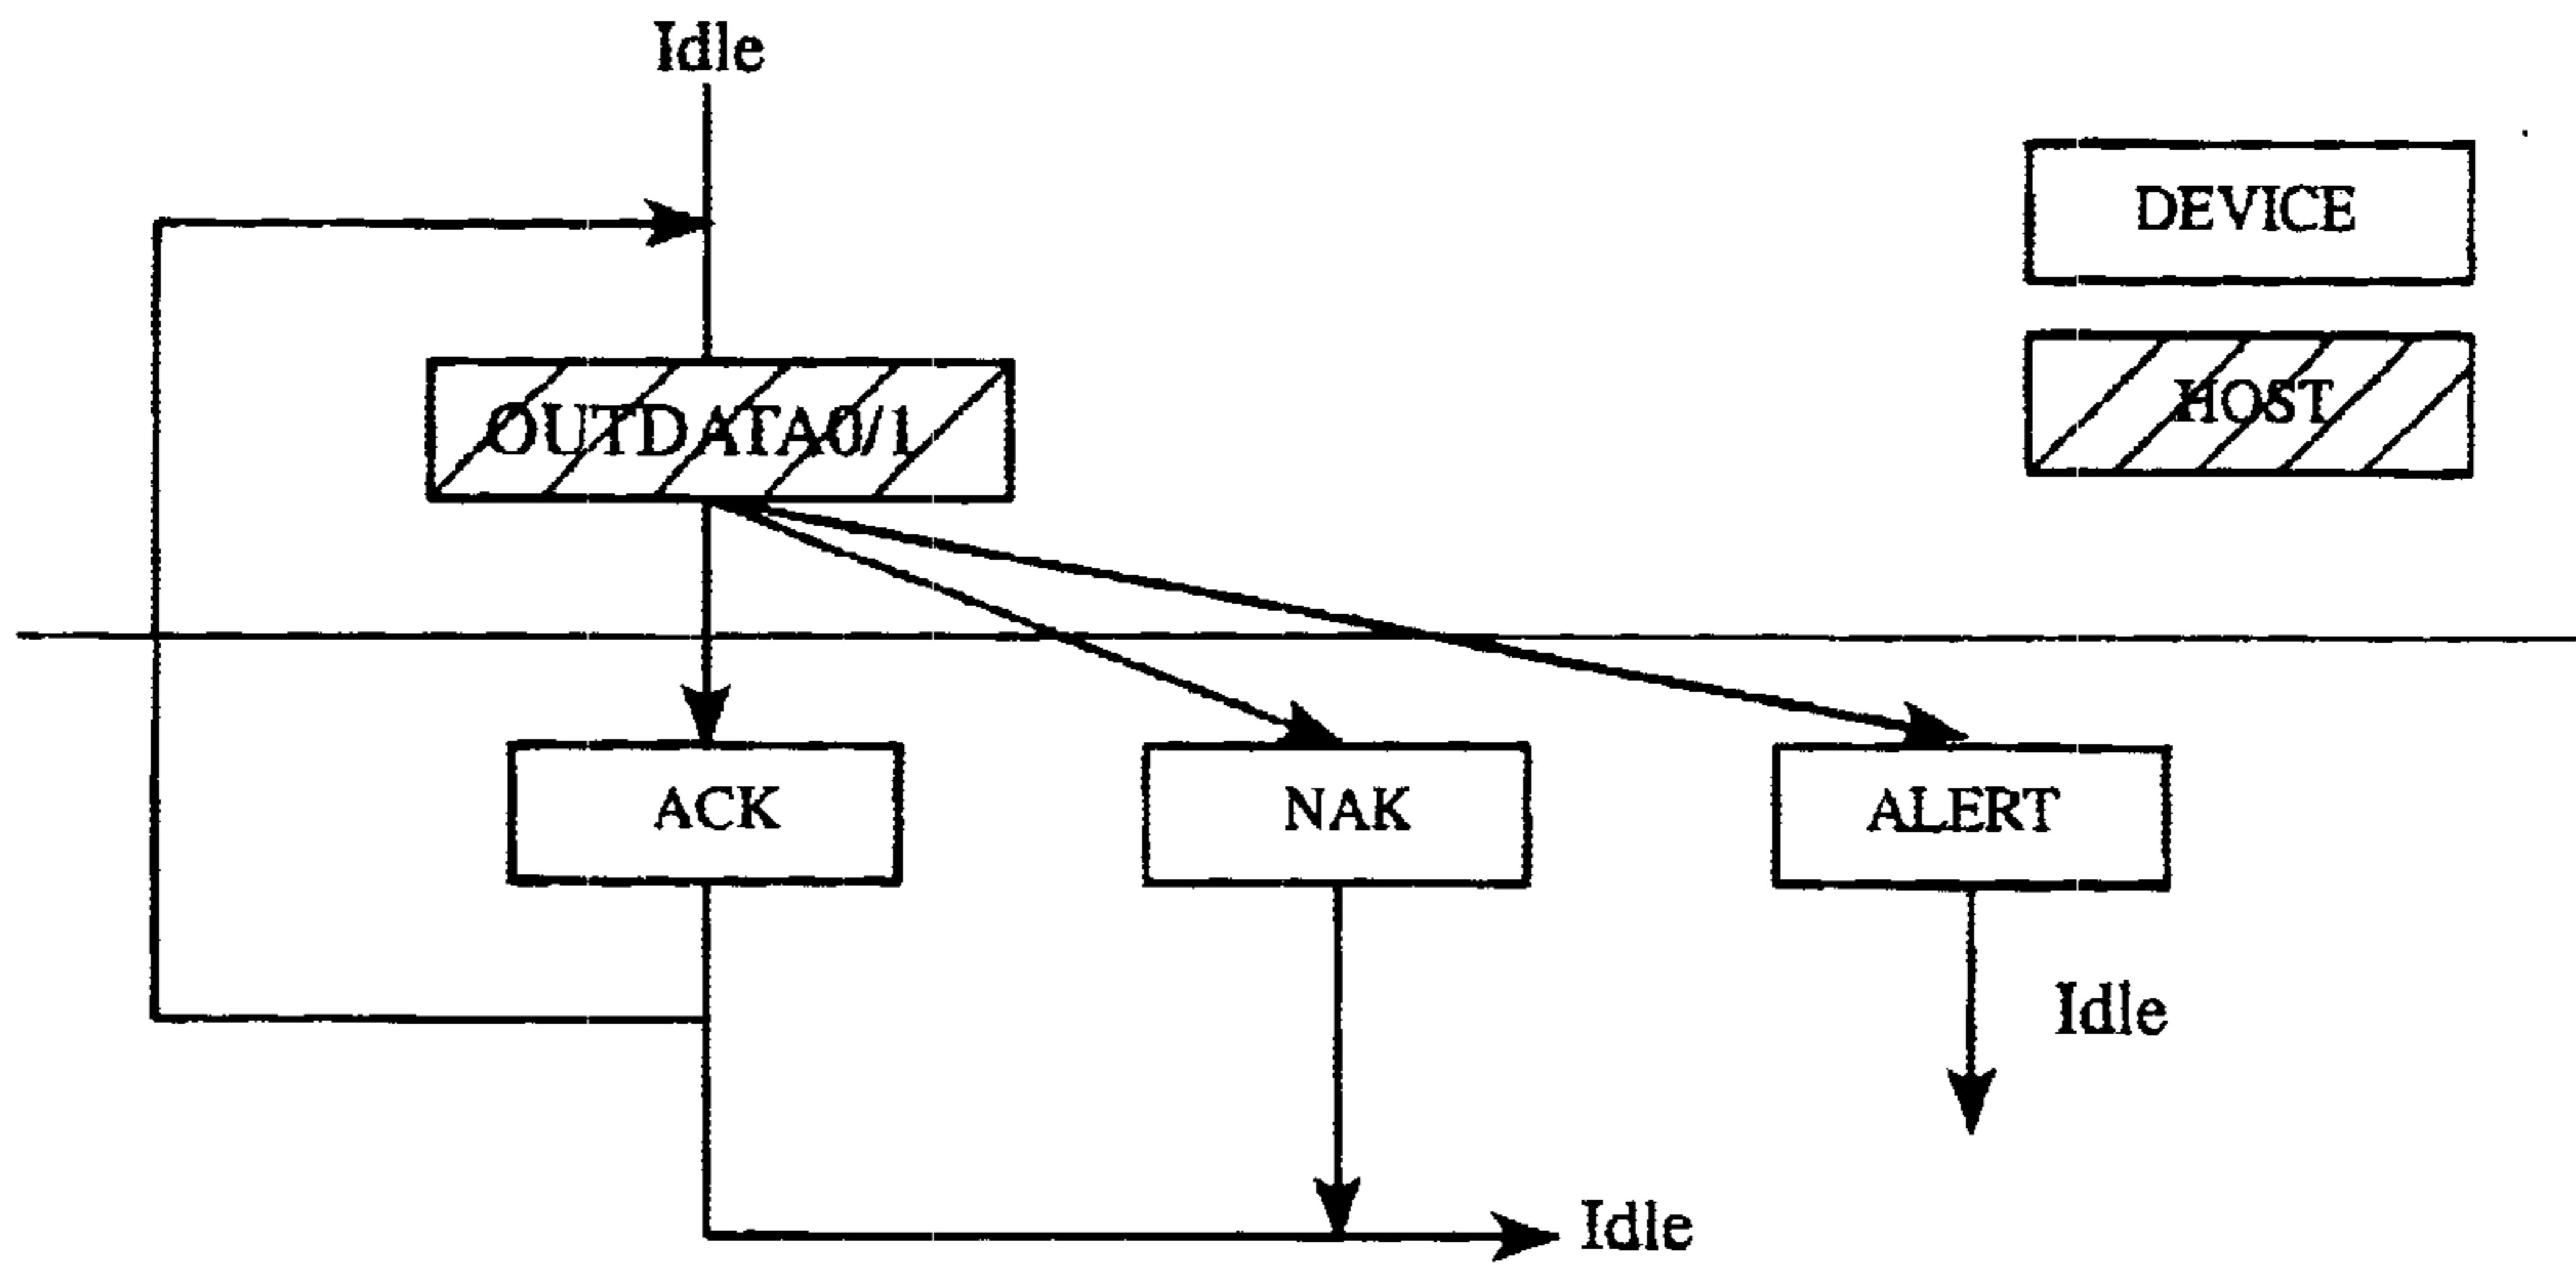 Idle
DEVICE
HOST
OUTDATA0/1
ACK
NAK
ALERT
Idle
Idle